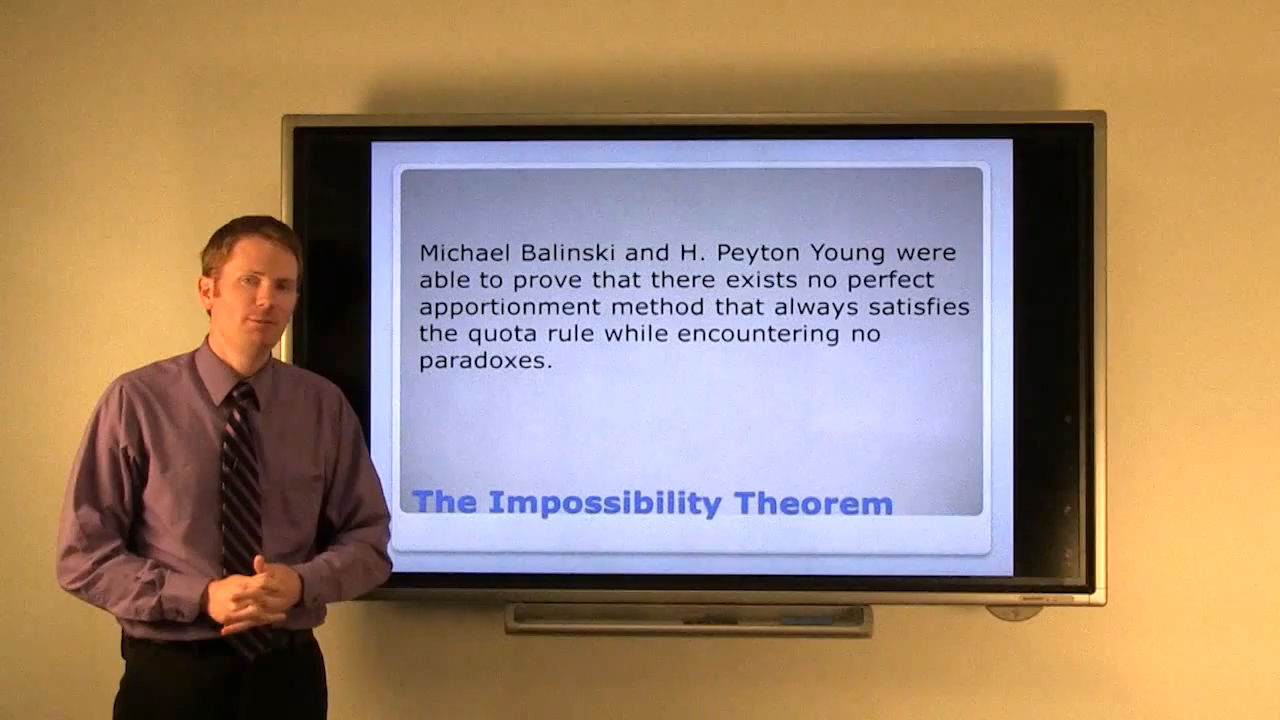 Michael Balinski and H. Peyton Young were
able to prove that there exists no perfect
apportionment method that always satisfies
the quota rule while encountering no
paradoxes.
The Impossibility Theorem